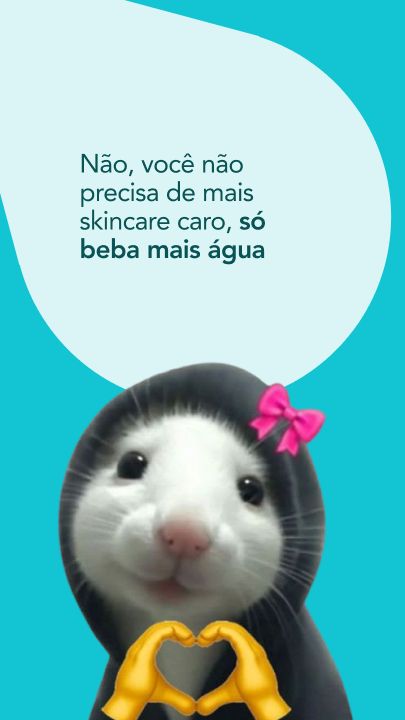 Não, você não
precisa de mais
skincare caro, só
beba mais água